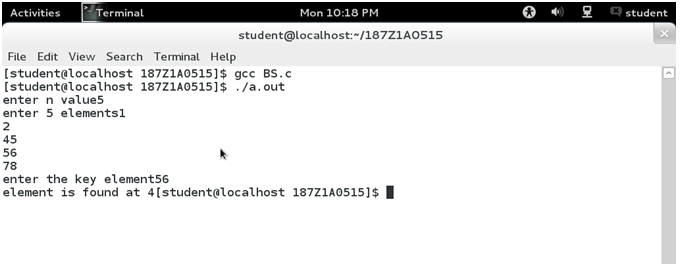 Activities Terminal Mon 10:18 PM student
student@localhost:~/187Z1A0515
File Edit View Search Terminal Help
[student@localhost 187Z1A0515]$ gcc BS.c
[student@localhost 187Z1A0515]$ ./a.out
enter n value5
enter 5 elements1
2
45
56
78
enter the key element56
element is found at 4[student@localhost 187Z1A0515]$